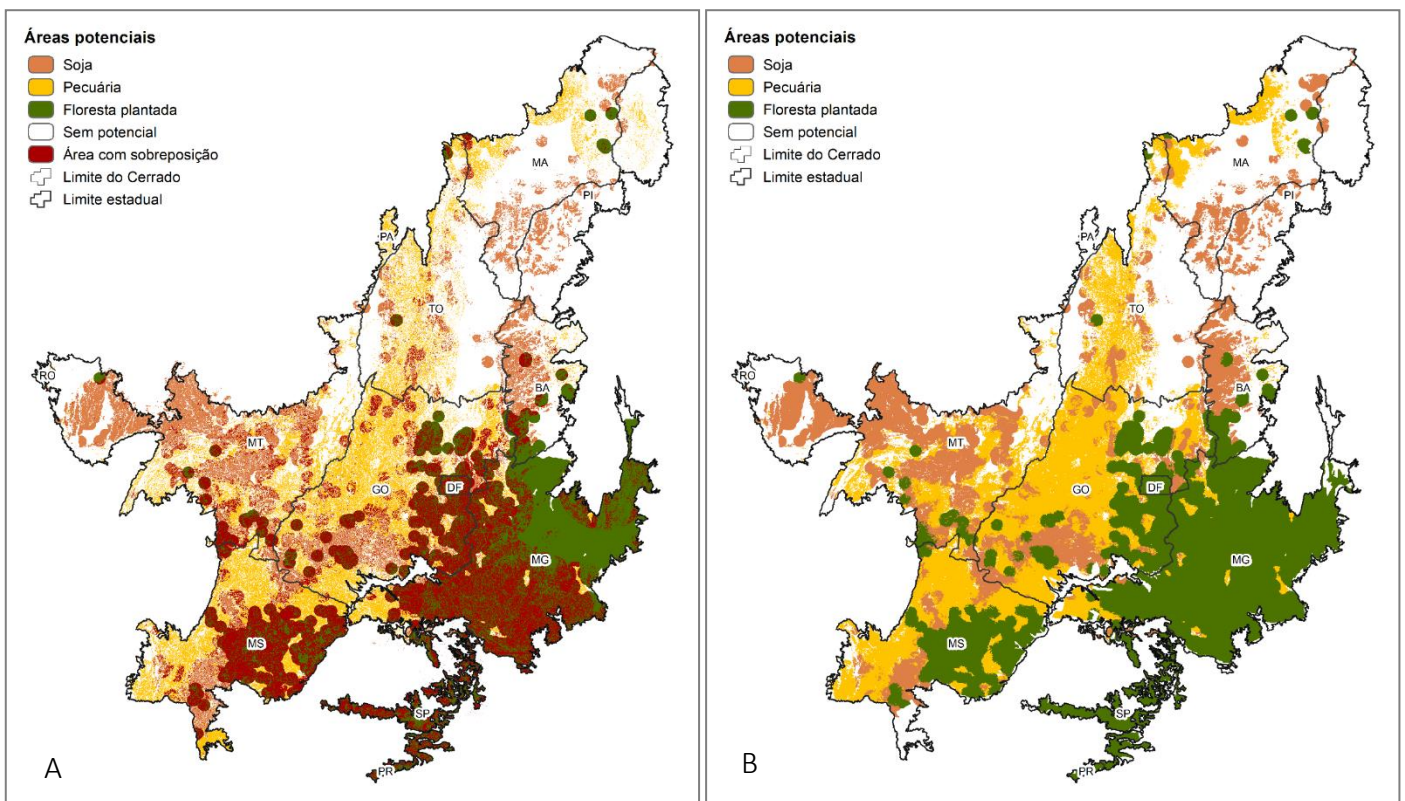 Áreas potenciais
Soja
Pecuária
Floresta plantada
Sem potencial
Área com sobreposição
Limite do Cerrado
Limite estadual
MA
PI
PA
TO
RO
BA
MT
GO
DF
MG
MS
SP
PR
A
Áreas potenciais
Soja
Pecuária
Floresta plantada
Sem potencial
Limite do Cerrado
Limite estadual
MA
PI
PA
TO
RO
BA
MT
GO
DF
MG
MS
SP
PR
B